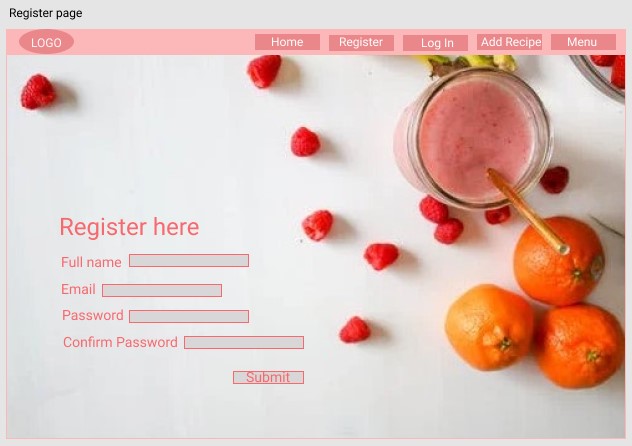 Register page
LOGO Home Register Log In Add Recipe Menu
Register here
Full name
Email
Password
Confirm Password
Submit